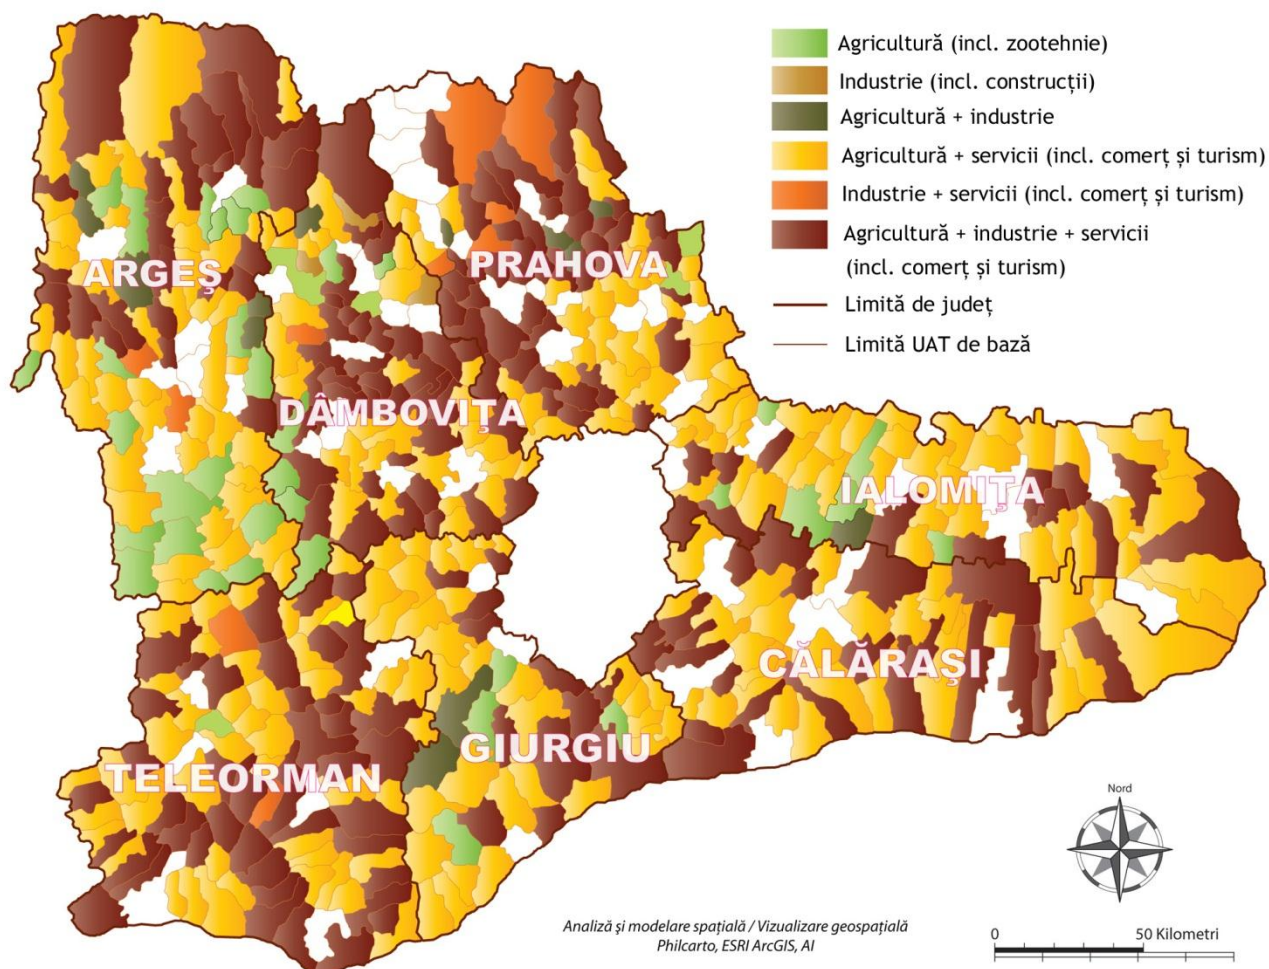 Agricultură (incl. zootehnie)
Industrie (incl. construcții)
Agricultură + industrie
Agricultură + servicii (incl. comerț și turism)
Industrie + servicii (incl. comerț și turism)
Agricultură + industrie + servicii
(incl. comerț și turism)
Limită de județ
Limită UAT de bază
ARGEȘ
PRAHOVA
DÂMBOVIȚA
IALOMIȚA
CĂLĂRAȘI
GIURGIU
TELEORMAN
Nord
Analiză și modelare spațială / Vizualizare geospațială
Philcarto, ESRI ArcGIS, AI
0 50 Kilometri